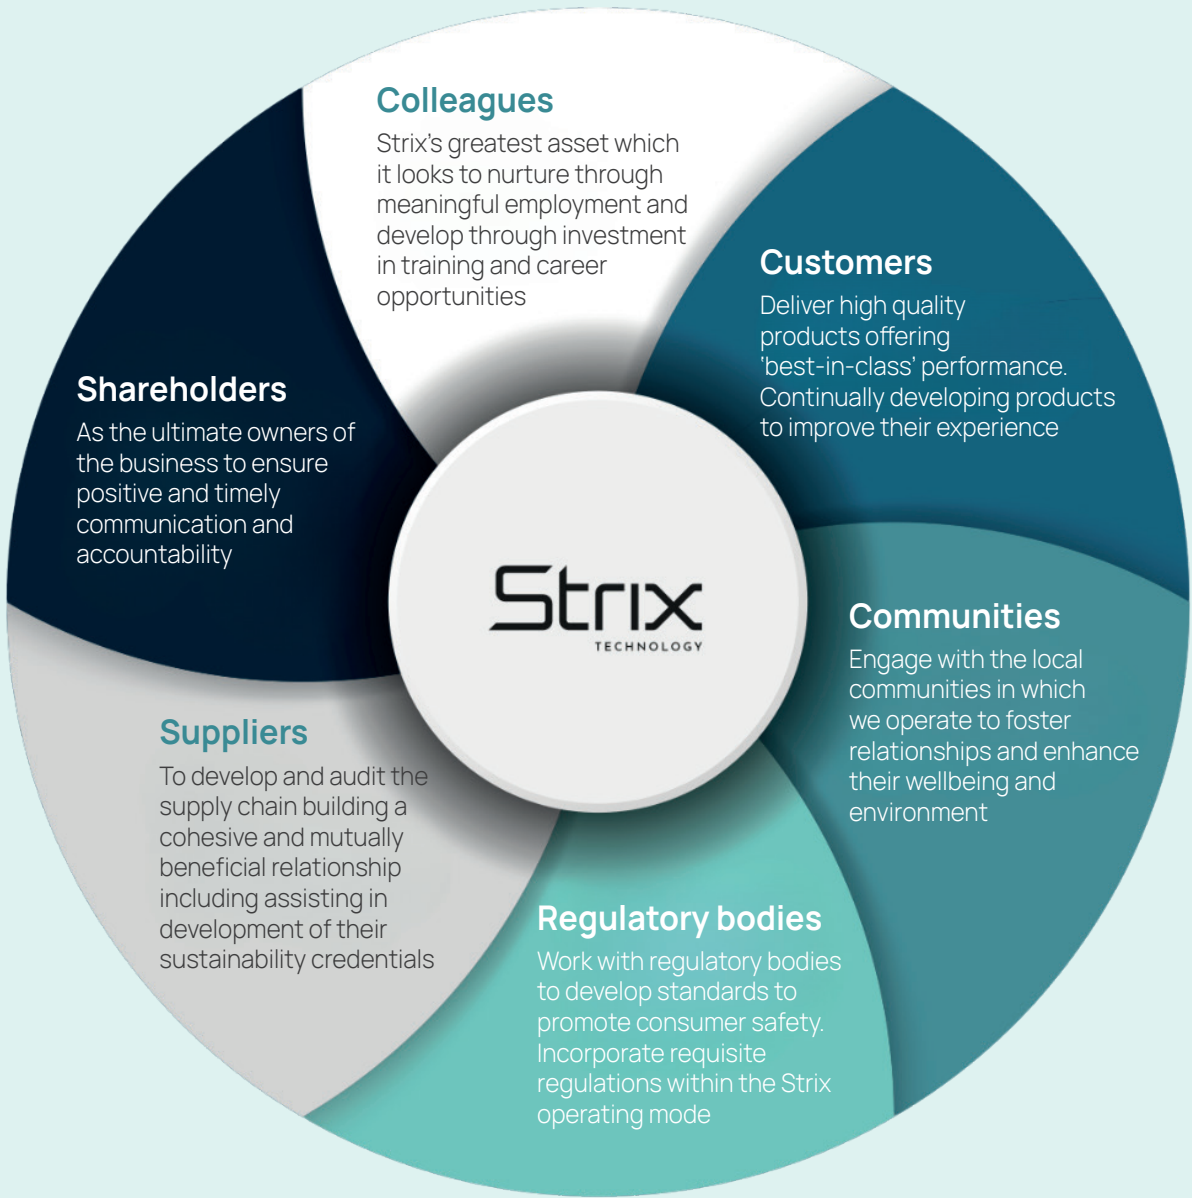 Colleagues
Strix's greatest asset which
it looks to nurture through
meaningful employment and
develop through investment
in training and career
opportunities
Customers
Deliver high quality
products offering
'best-in-class' performance.
Continually developing products
to improve their experience
Communities
Engage with the local
communities in which
we operate to foster
relationships and enhance
their wellbeing and
environment
Regulatory bodies
Work with regulatory bodies
to develop standards to
promote consumer safety.
Incorporate requisite
regulations within the Strix
operating mode
Suppliers
To develop and audit the
supply chain building a
cohesive and mutually
beneficial relationship
including assisting in
development of their
sustainability credentials
Shareholders
As the ultimate owners of
the business to ensure
positive and timely
communication and
accountability
Strix
TECHNOLOGY